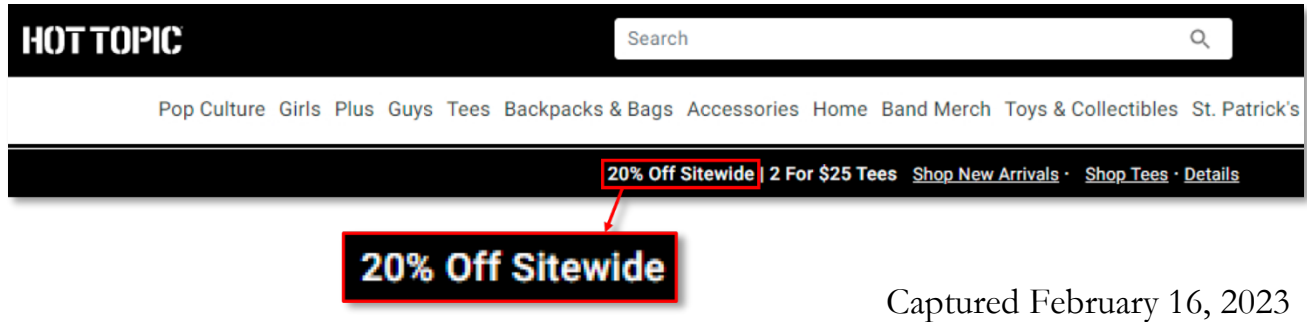 HOT TOPIC
Search
Pop Culture Girls Plus Guys Tees Backpacks & Bags Accessories Home Band Merch Toys & Collectibles St. Patrick's
20% Off Sitewide | 2 For $25 Tees Shop New Arrivals · Shop Tees · Details
20% Off Sitewide
Captured February 16, 2023